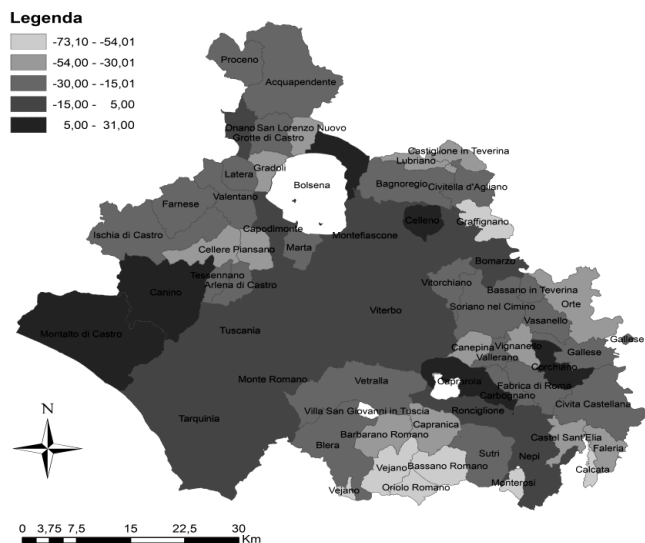 Legenda
-73,10 - -54,01
-54,00 - -30,01
-30,00 - -15,01
-15,00 - 5,00
5,00 - 31,00
Proceno
Acquapendente
Onano
San Lorenzo Nuovo
Grotte di Castro
Castiglione in Teverina
Lubriano
Gradoli
Latera
Bolsena
Bagnoregio
Civitella d'Agliano
Valentano
Farnese
Celleno
Graffignano
Capodimonte
Montefiascone
Ischia di Castro
Cellere
Piansano
Marta
Bomarzo
Tessennano
Arlena di Castro
Canino
Vitorchiano
Bassano in Teverina
Orte
Soriano nel Cimino
Viterbo
Vasanello
Tuscania
Montalto di Castro
Canepina
Vignanello
Gallese
Vallerano
Gallese
Corchiano
Monte Romano
Vetralla
Caprarola
Fabrica di Roma
Carbognano
Civita Castellana
Villa San Giovanni in Tuscia
Ronciglione
Tarquinia
Capranica
Barbarano Romano
Castel Sant'Elia
Blera
Sutri
Nepi
Faleria
Vejano
Bassano Romano
Calcata
Vejano
Oriolo Romano
Monterosi
N
0 3,75 7,5 15 22,5 30
Km